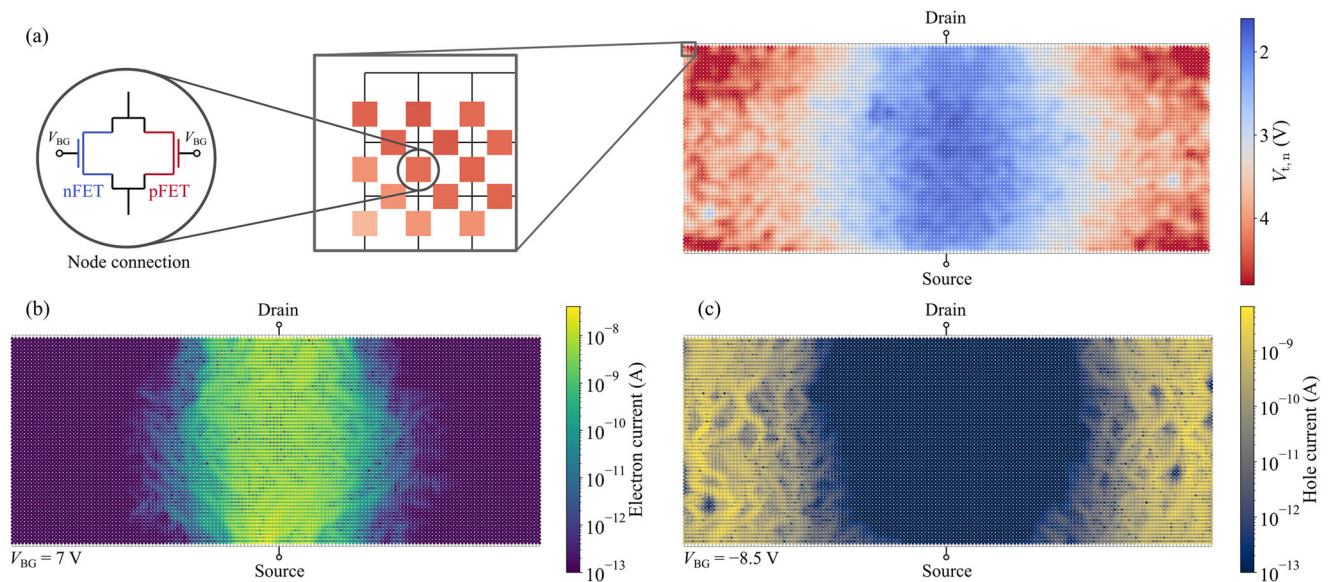 (a)
V_BG
V_BG
nFET
pFET
Node connection
Drain
Source
2
3
4
V_t,n (V)
(b)
Drain
Source
V_BG = 7 V
10^−8
10^−9
10^−10
10^−11
10^−12
10^−13
Electron current (A)
(c)
Drain
Source
V_BG = −8.5 V
10^−9
10^−10
10^−11
10^−12
10^−13
Hole current (A)